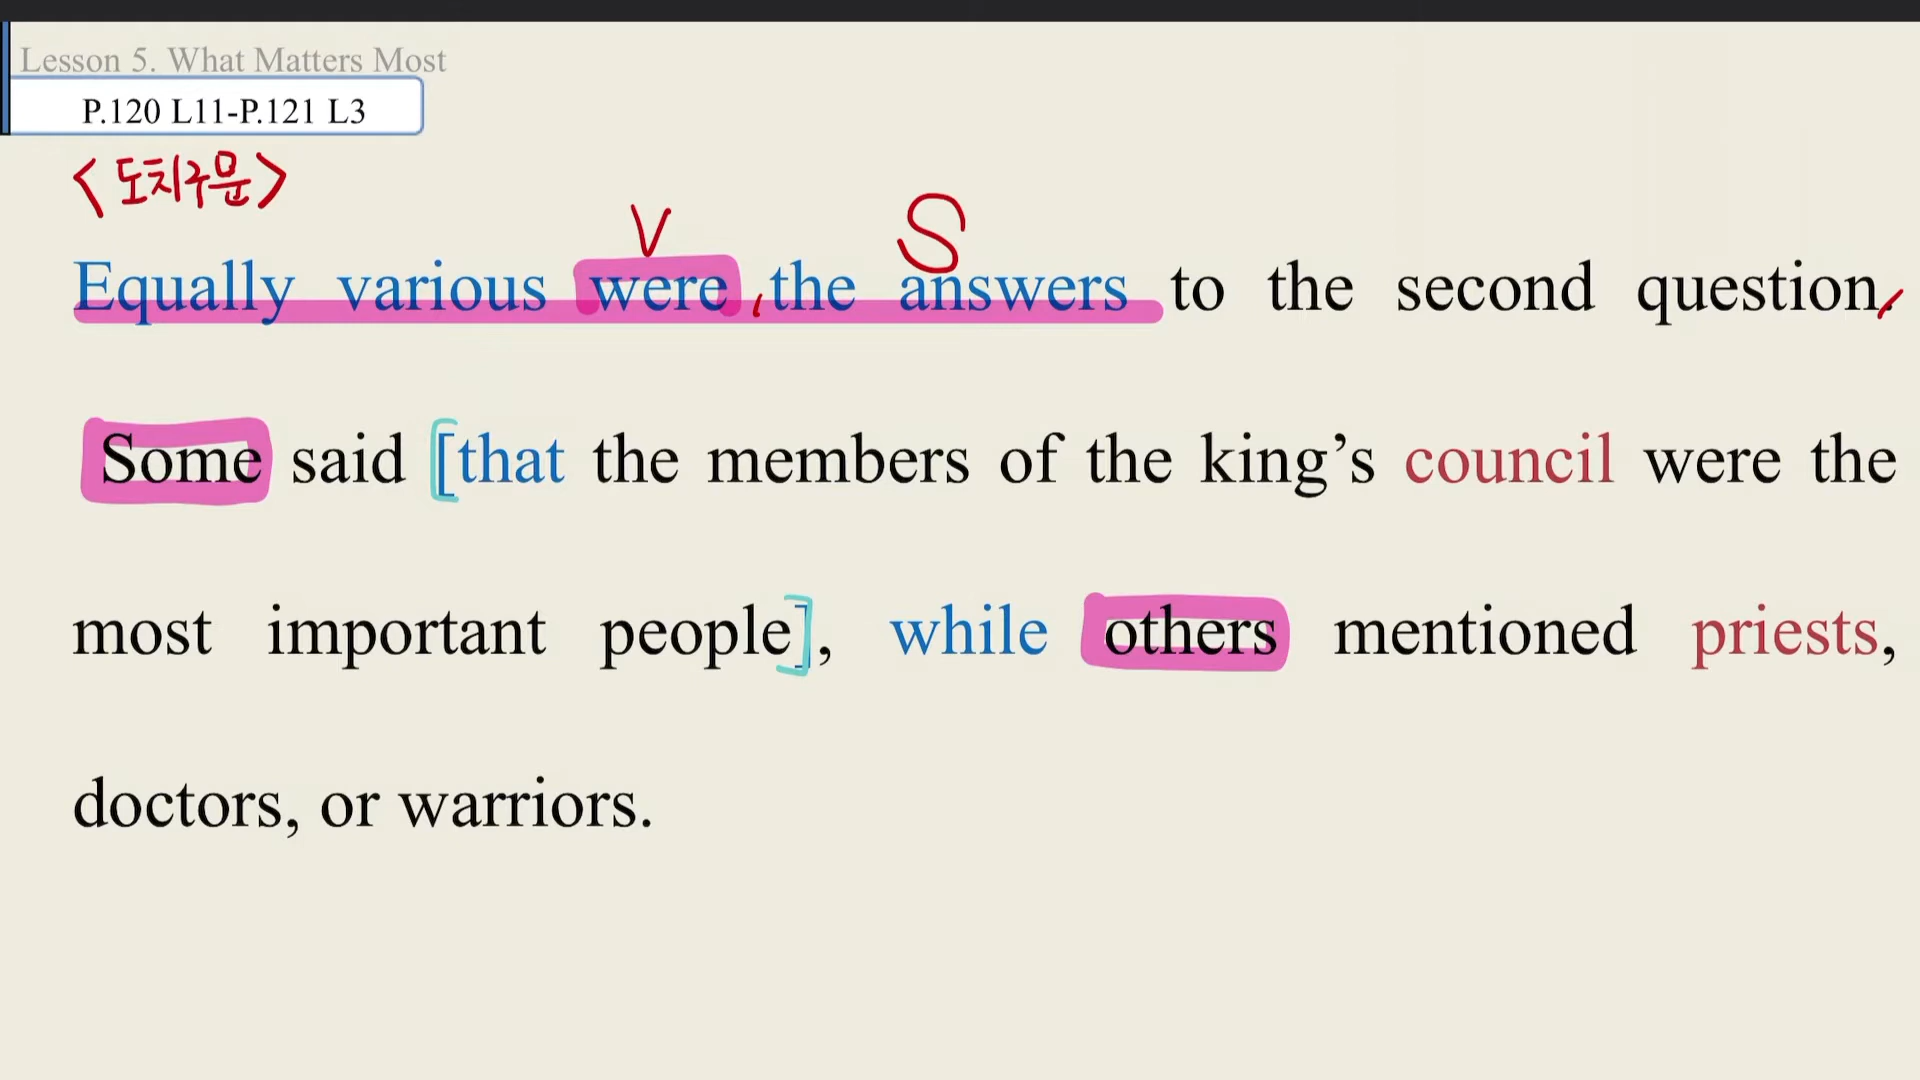 Lesson 5. What Matters Most
P.120 L11-P.121 L3
<도치구문>
V S
Equally various were the answers to the second question.
Some said [that the members of the king’s council were the
most important people], while others mentioned priests,
doctors, or warriors.